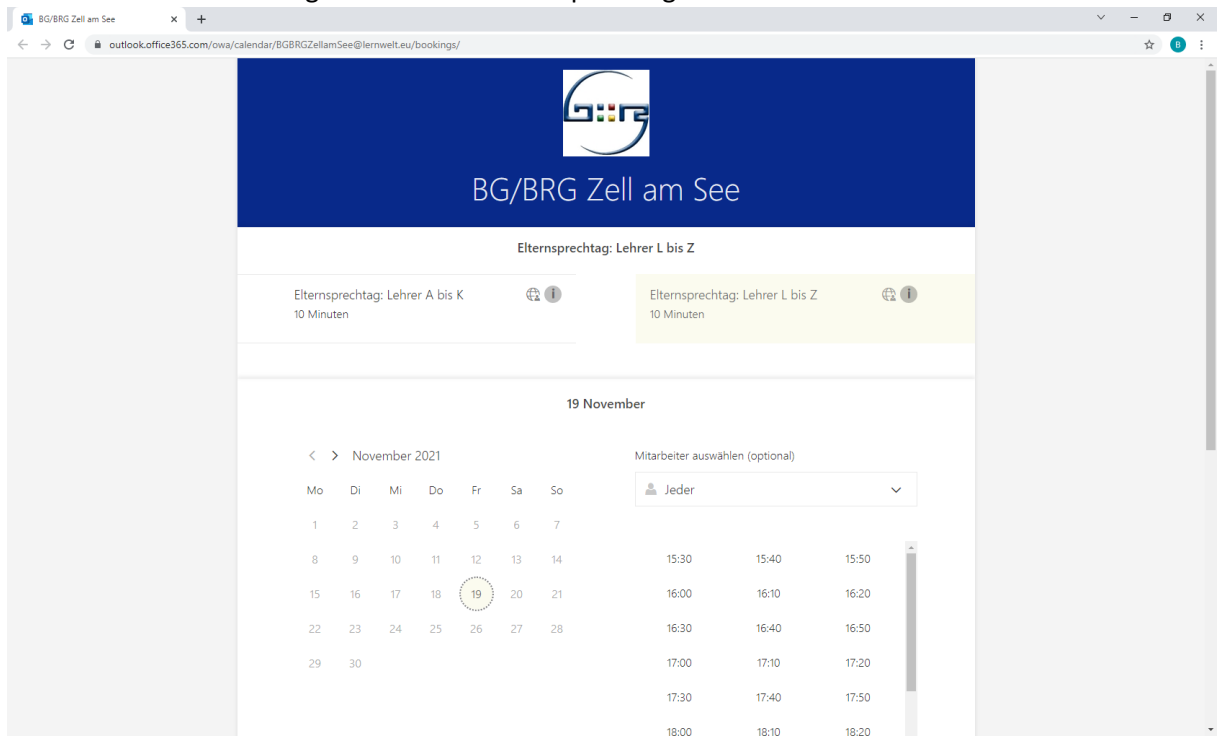 BG/BRG Zell am See
outlook.office365.com/owa/calendar/BGBRGZellamSee@lernwelt.eu/bookings/
B
BG/BRG Zell am See
Elternsprechtag: Lehrer L bis Z
Elternsprechtag: Lehrer A bis K
10 Minuten
Elternsprechtag: Lehrer L bis Z
10 Minuten
19 November
November 2021
Mo Di Mi Do Fr Sa So
1 2 3 4 5 6 7
8 9 10 11 12 13 14
15 16 17 18 19 20 21
22 23 24 25 26 27 28
29 30
Mitarbeiter auswählen (optional)
Jeder
15:30 15:40 15:50
16:00 16:10 16:20
16:30 16:40 16:50
17:00 17:10 17:20
17:30 17:40 17:50
18:00 18:10 18:20